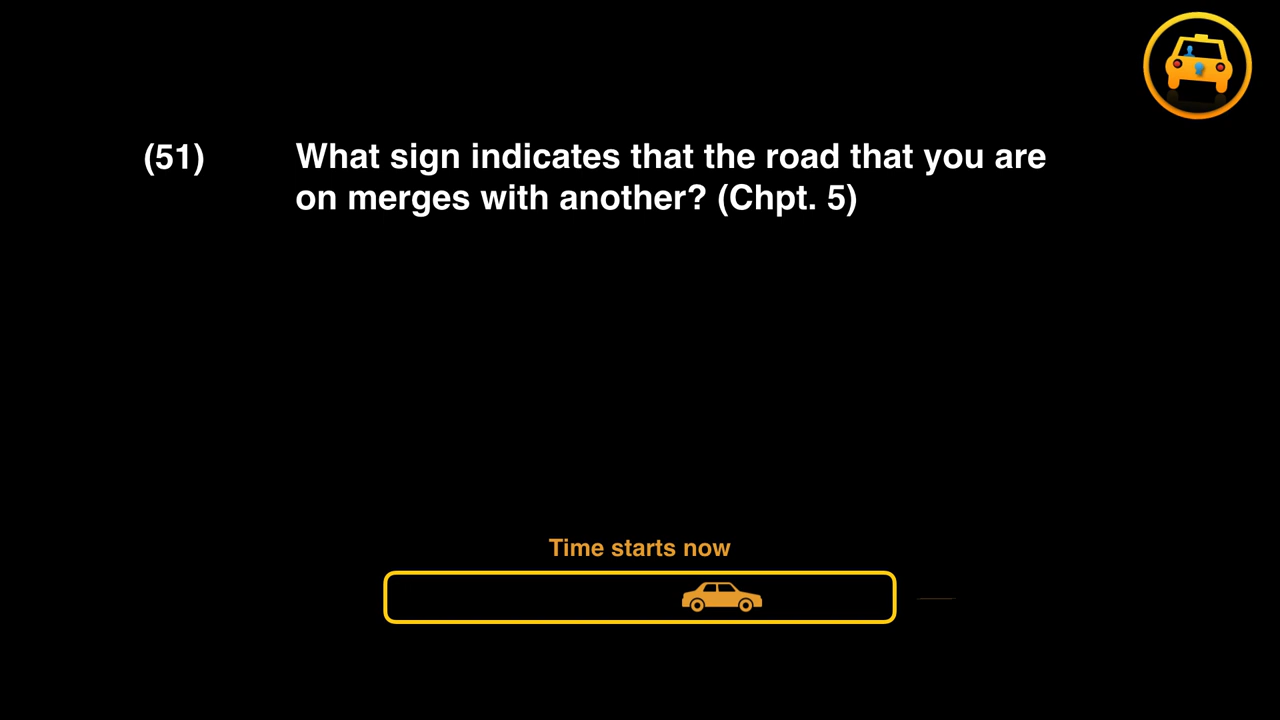 (51) What sign indicates that the road that you are
on merges with another? (Chpt. 5)
Time starts now